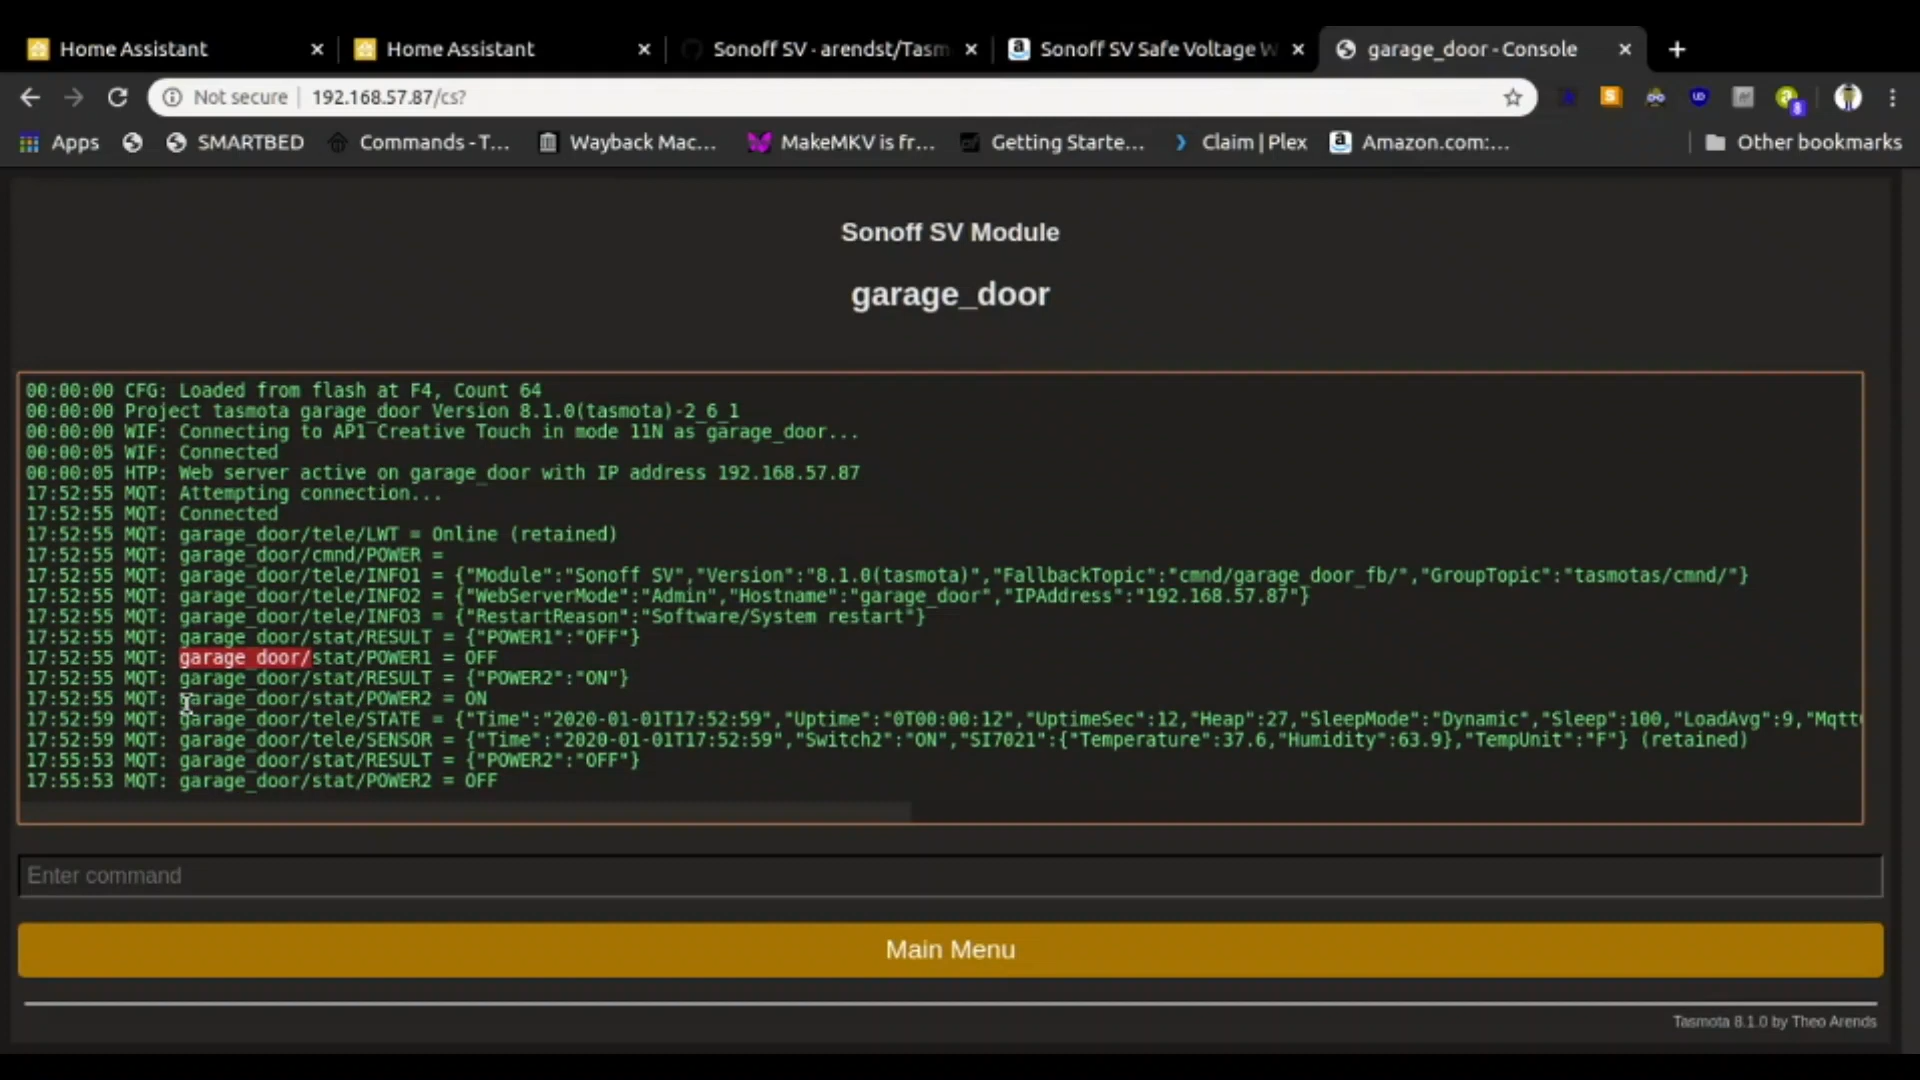 Home Assistant
Home Assistant
Sonoff SV - arendst/Tasm
Sonoff SV Safe Voltage W
garage_door - Console
Not secure | 192.168.57.87/cs?
Apps
SMARTBED
Commands - T...
Wayback Mac...
MakeMKV is fr...
Getting Starte...
Claim | Plex
Amazon.com:...
Other bookmarks
Sonoff SV Module
garage_door
00:00:00 CFG: Loaded from flash at F4, Count 64
00:00:00 Project tasmota garage_door Version 8.1.0(tasmota)-2_6_1
00:00:00 WIF: Connecting to AP1 Creative Touch in mode 11N as garage_door...
00:00:05 WIF: Connected
00:00:05 HTP: Web server active on garage_door with IP address 192.168.57.87
17:52:55 MQT: Attempting connection...
17:52:55 MQT: Connected
17:52:55 MQT: garage_door/tele/LWT = Online (retained)
17:52:55 MQT: garage_door/cmnd/POWER =
17:52:55 MQT: garage_door/tele/INFO1 = {"Module":"Sonoff SV","Version":"8.1.0(tasmota)","FallbackTopic":"cmnd/garage_door_fb/","GroupTopic":"tasmotas/cmnd/"}
17:52:55 MQT: garage_door/tele/INFO2 = {"WebServerMode":"Admin","Hostname":"garage_door","IPAddress":"192.168.57.87"}
17:52:55 MQT: garage_door/tele/INFO3 = {"RestartReason":"Software/System restart"}
17:52:55 MQT: garage_door/stat/RESULT = {"POWER1":"OFF"}
17:52:55 MQT: garage_door/stat/POWER1 = OFF
17:52:55 MQT: garage_door/stat/RESULT = {"POWER2":"ON"}
17:52:55 MQT: garage_door/stat/POWER2 = ON
17:52:59 MQT: garage_door/tele/STATE = {"Time":"2020-01-01T17:52:59","Uptime":"0T00:00:12","UptimeSec":12,"Heap":27,"SleepMode":"Dynamic","Sleep":100,"LoadAvg":9,"Mqtt
17:52:59 MQT: garage_door/tele/SENSOR = {"Time":"2020-01-01T17:52:59","Switch2":"ON","SI7021":{"Temperature":37.6,"Humidity":63.9},"TempUnit":"F"} (retained)
17:55:53 MQT: garage_door/stat/RESULT = {"POWER2":"OFF"}
17:55:53 MQT: garage_door/stat/POWER2 = OFF
Enter command
Main Menu
Tasmota 8.1.0 by Theo Arends